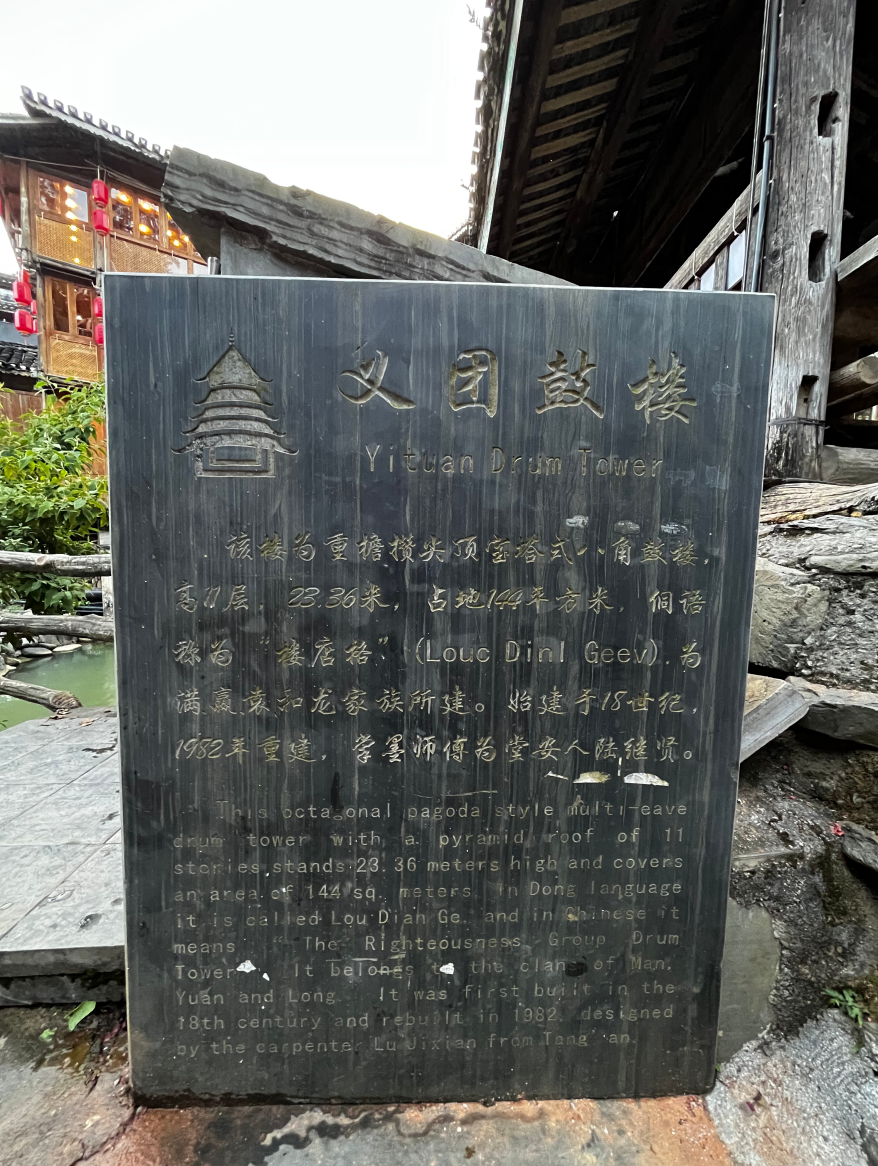 义团鼓楼
Yituan Drum Tower
该楼为重檐攒尖顶宝塔式八角鼓楼，
高11层，23.36米，占地144平方米，侗语
称为“楼店格”(Louc Dinl Geev)，为
满、嬴、袁和龙家族所建。始建于18世纪，
1982年重建，掌墨师傅为堂安人陆继贤。
This octagonal pagoda style multi-eave
drum tower with a pyramid roof of 11
stories,stands 23.36 meters high and covers
an area of 144 sq. meters. in Dong language
it is called Lou Dian Ge, and in Chinese it
means " The Righteousness Group Drum
Tower". It belongs to the clans of Man,
Yuan and Long. It was first built in the
18th century and rebuilt in 1982, designed
by the carpenter Lu Jixian from Tang'an.